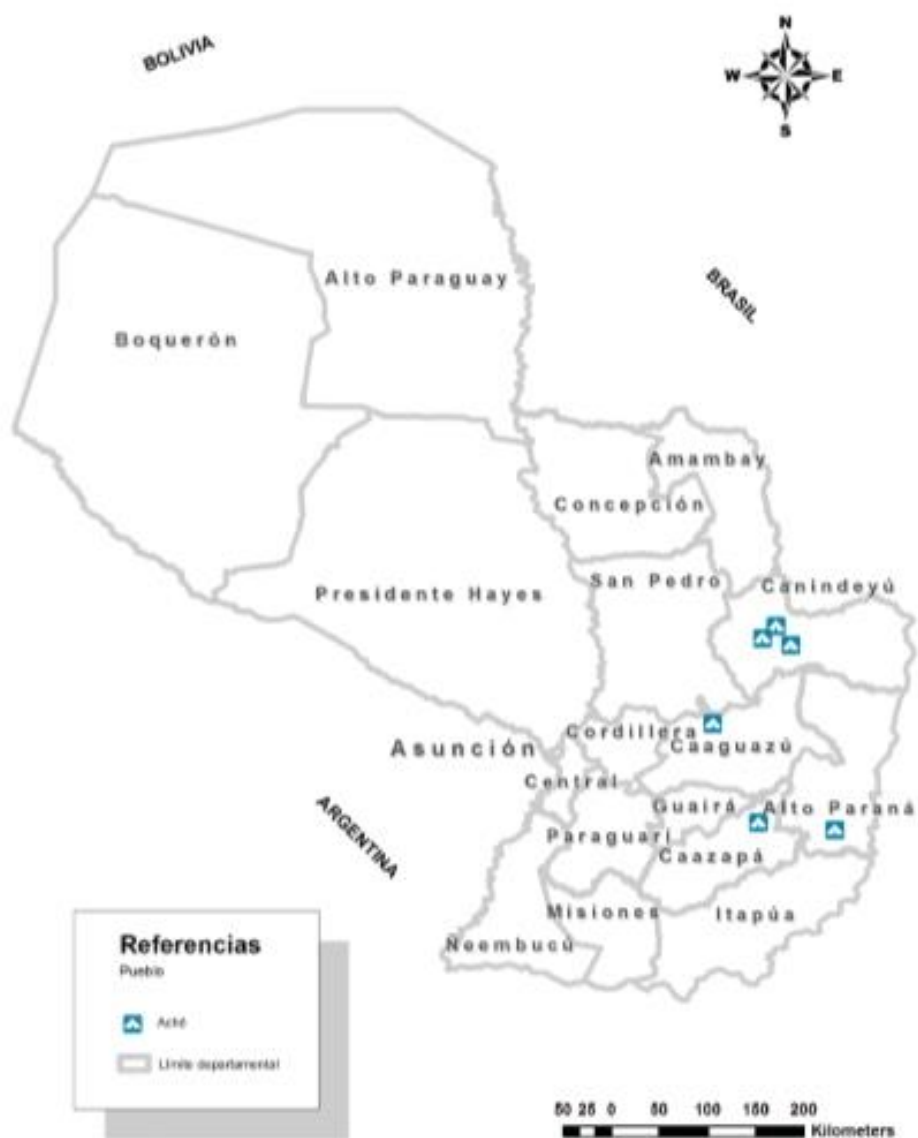 BOLIVIA
N
W E
S
Alto Paraguay
BRASIL
Boquerón
Amambay
Concepción
San Pedro
Canindeyú
Presidente Hayes
Cordillera
Caaguazú
Asunción
Central
Guairá
Alto Paraná
ARGENTINA
Paraguari
Caazapá
Misiones
Itapúa
Ñeembucú
Referencias
Pueblo
Aché
Límite departamental
50 25 0 50 100 150 200
Kilometers